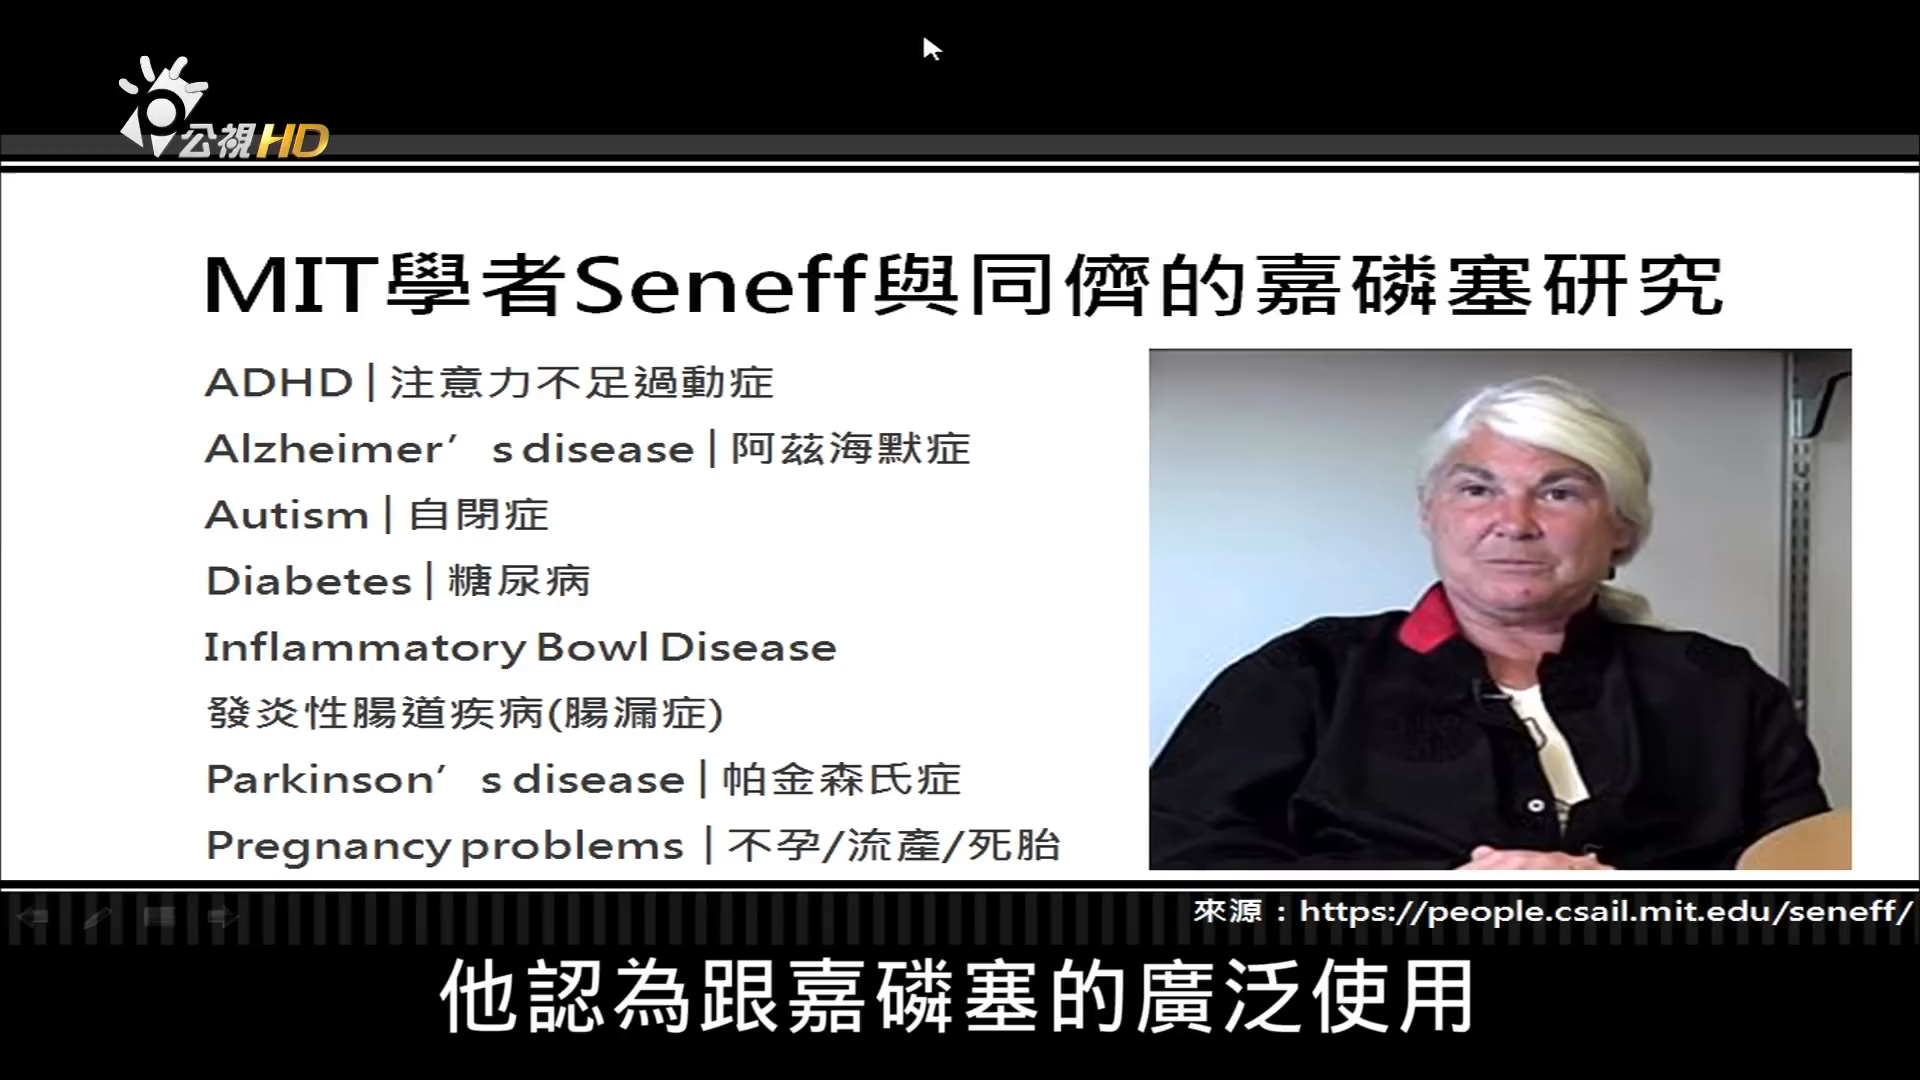 公視HD
MIT學者Seneff與同儕的嘉磷塞研究
ADHD | 注意力不足過動症
Alzheimer’s disease | 阿茲海默症
Autism | 自閉症
Diabetes | 糖尿病
Inflammatory Bowl Disease
發炎性腸道疾病(腸漏症)
Parkinson’s disease | 帕金森氏症
Pregnancy problems | 不孕/流產/死胎
來源：https://people.csail.mit.edu/seneff/
他認為跟嘉磷塞的廣泛使用